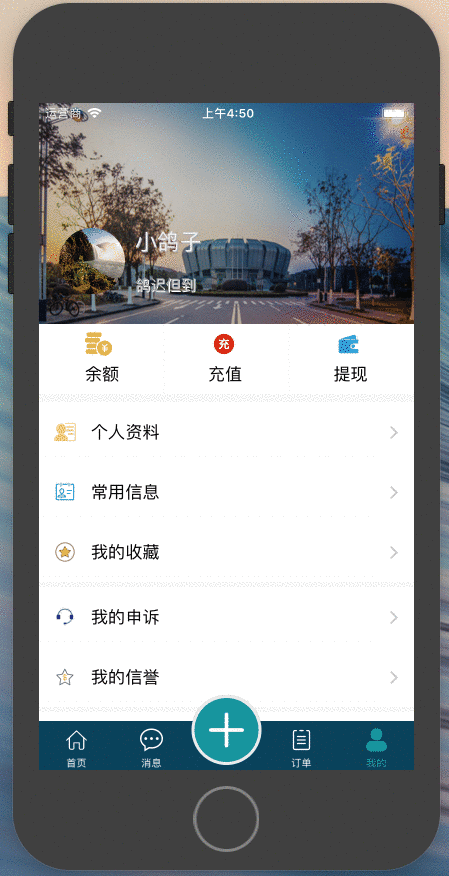 运营商 上午4:50
小鸽子
鸽迟但到
充
余额 充值 提现
个人资料
常用信息
我的收藏
我的申诉
我的信誉
首页 消息 订单 我的